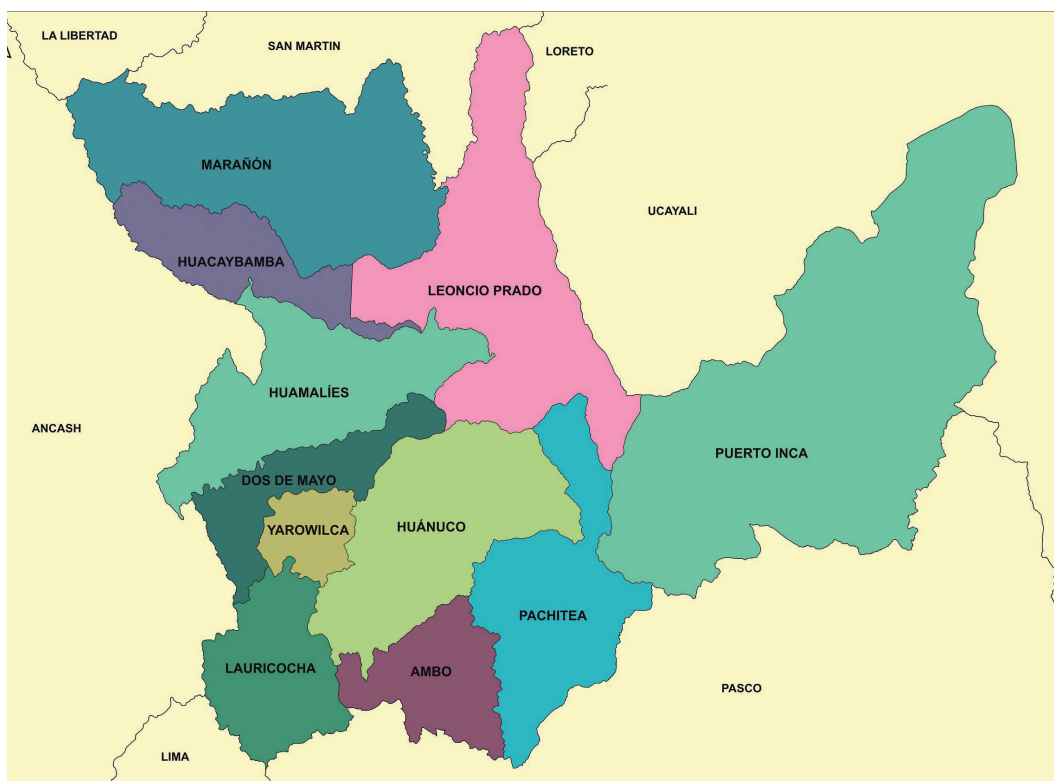 LA LIBERTAD
SAN MARTIN
LORETO
MARAÑÓN
UCAYALI
HUACAYBAMBA
LEONCIO PRADO
HUAMALÍES
ANCASH
PUERTO INCA
DOS DE MAYO
YAROWILCA
HUÁNUCO
PACHITEA
LAURICOCHA
AMBO
PASCO
LIMA